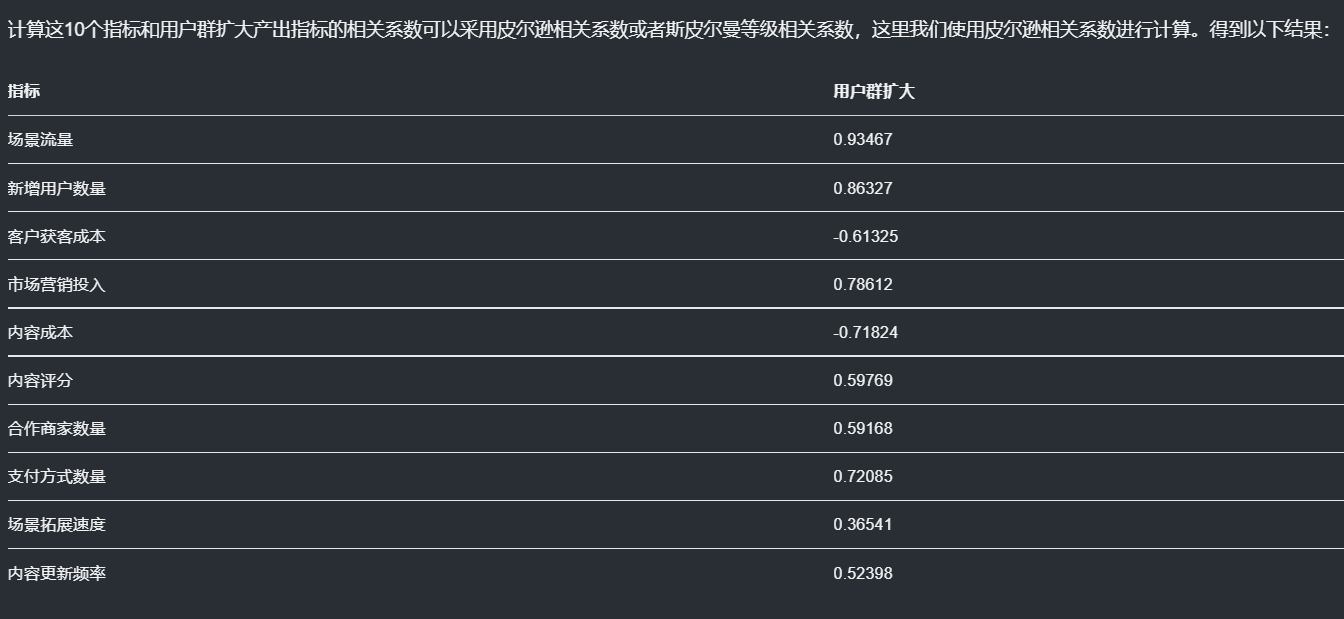 计算这10个指标和用户群扩大产出指标的相关系数可以采用皮尔逊相关系数或者斯皮尔曼等级相关系数，这里我们使用皮尔逊相关系数进行计算。得到以下结果：
指标 用户群扩大
场景流量 0.93467
新增用户数量 0.86327
客户获客成本 -0.61325
市场营销投入 0.78612
内容成本 -0.71824
内容评分 0.59769
合作商家数量 0.59168
支付方式数量 0.72085
场景拓展速度 0.36541
内容更新频率 0.52398